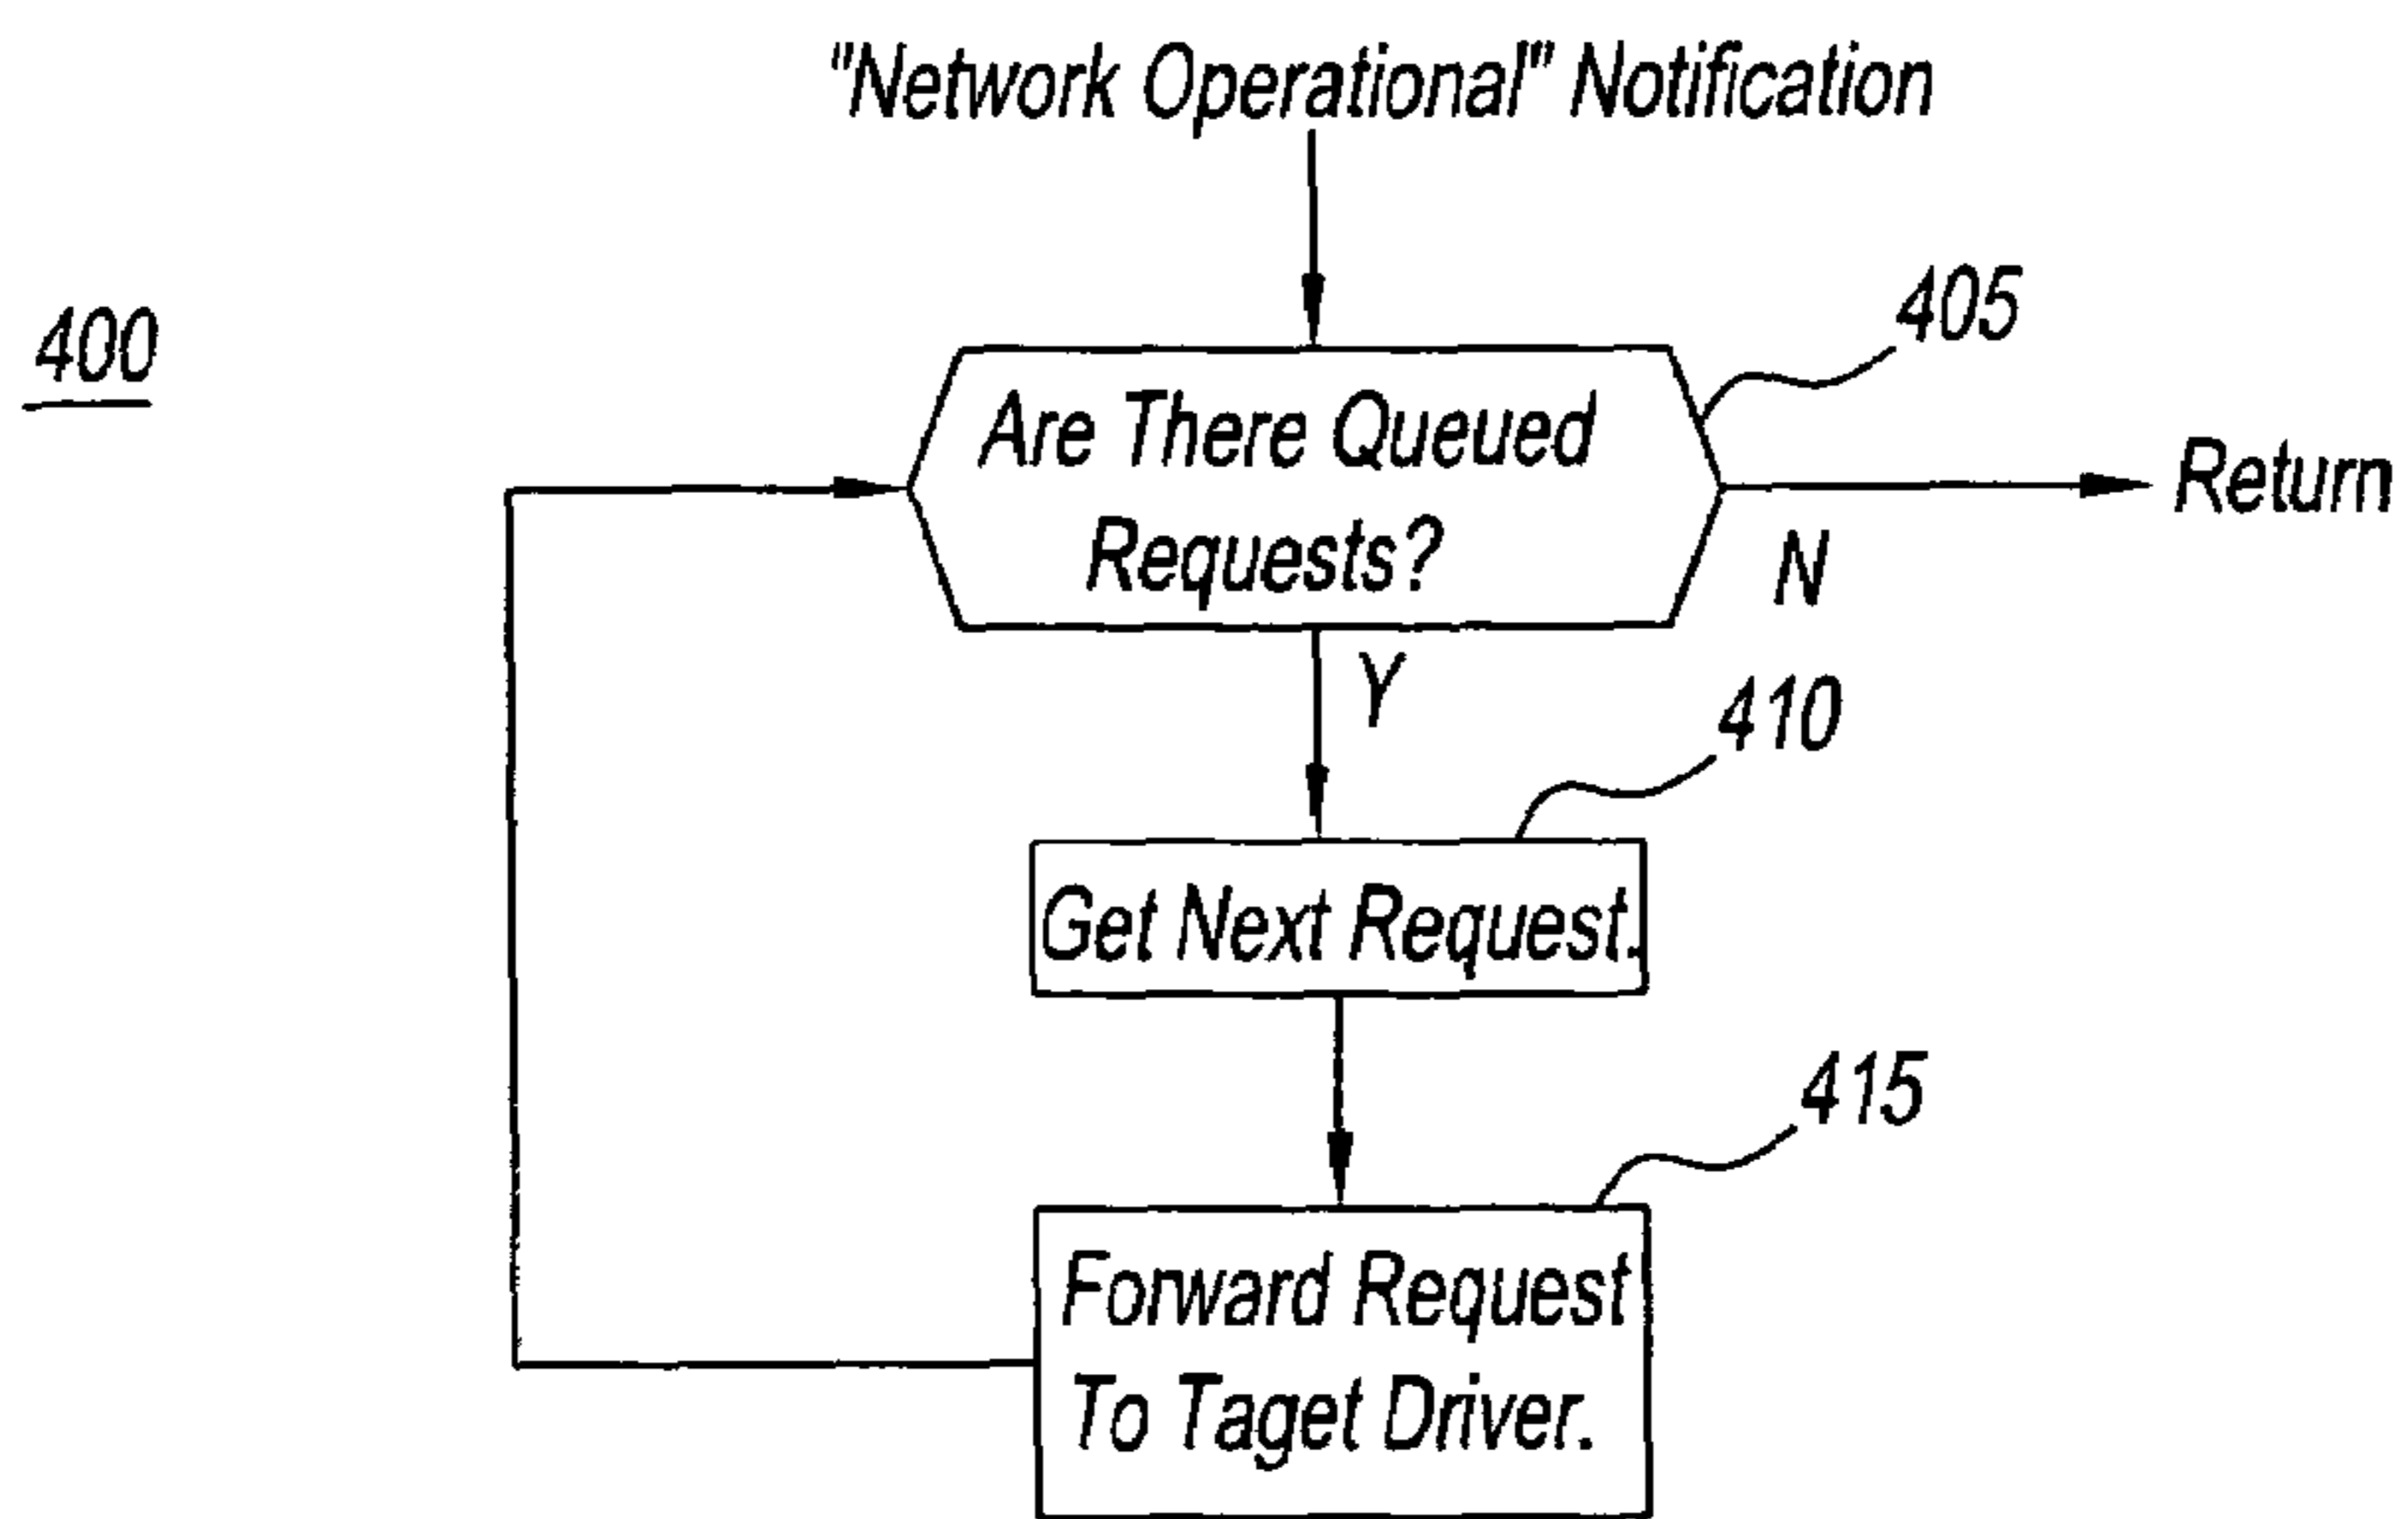 "Network Operational" Notification
400
405
Are There Queued
Requests?
Return
N
Y
410
Get Next Request.
415
Forward Request
To Taget Driver.